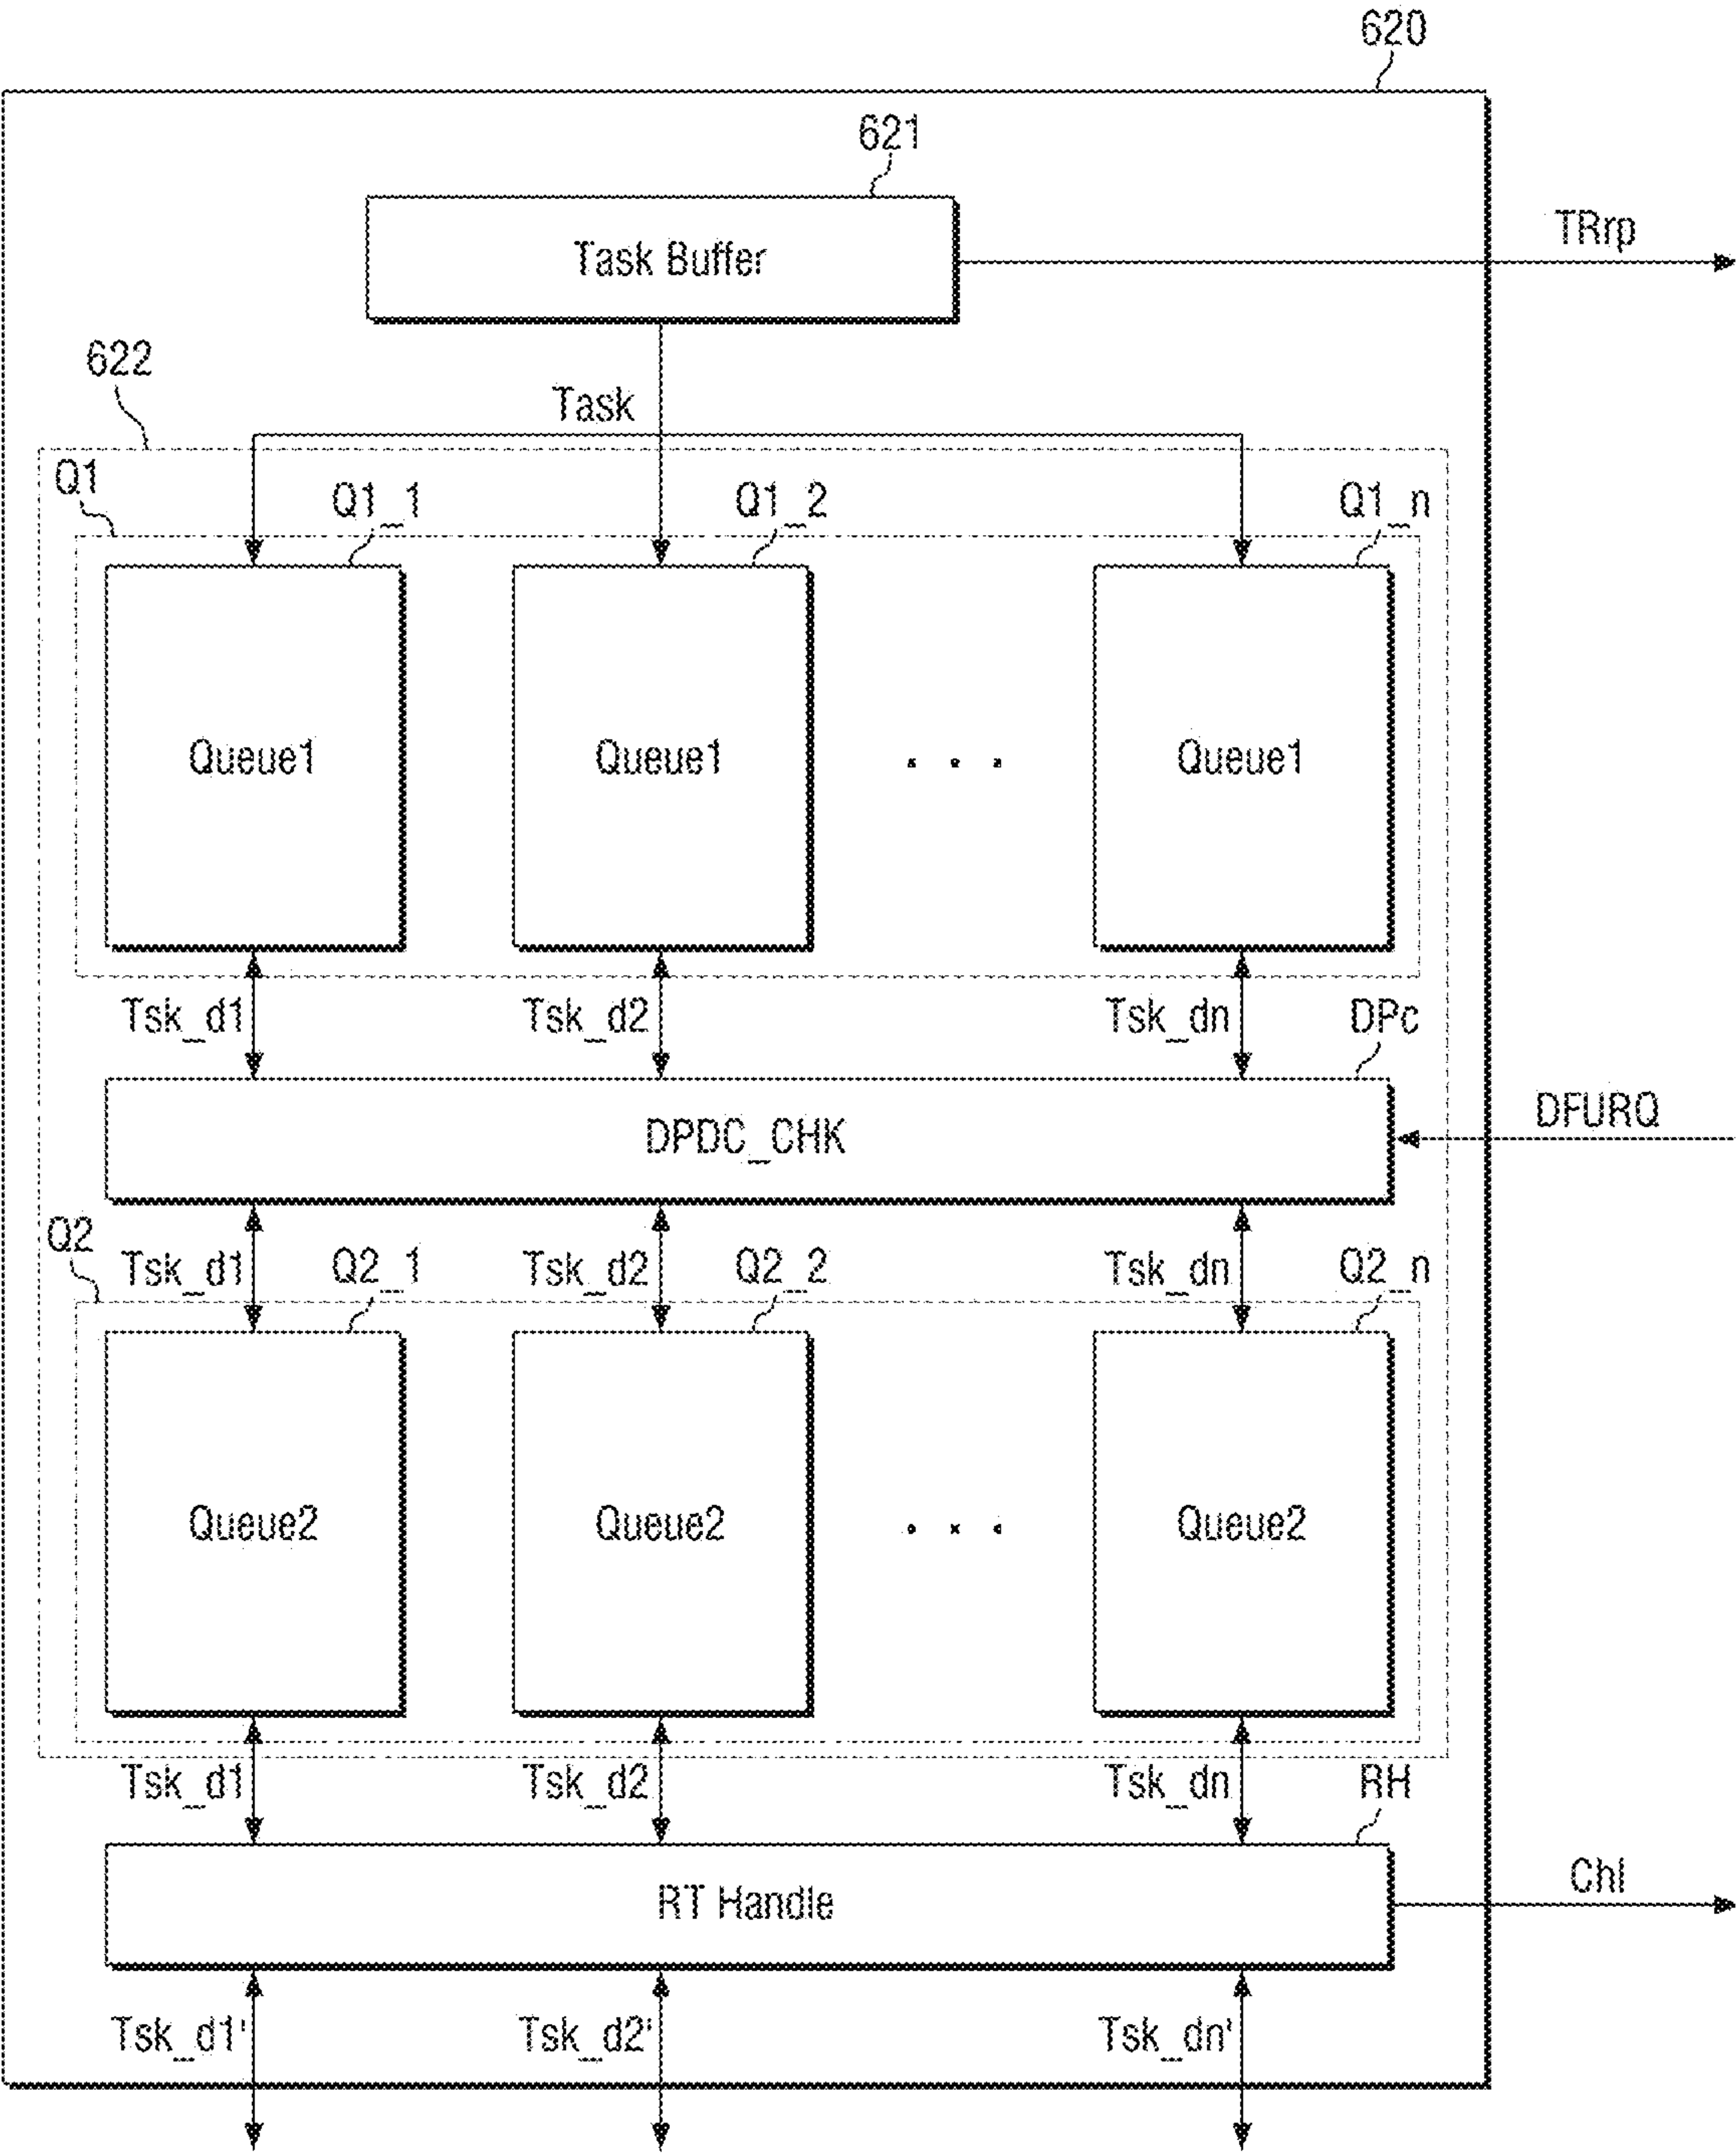 620
621
Task Buffer
TRrp
622
Task
Q1
Q1_1
Q1_2
Q1_n
Queue1
Queue1
. . .
Queue1
Tsk_d1
Tsk_d2
Tsk_dn
DPc
DPDC_CHK
DFURQ
Q2
Tsk_d1
Q2_1
Tsk_d2
Q2_2
Tsk_dn
Q2_n
Queue2
Queue2
. . .
Queue2
Tsk_d1
Tsk_d2
Tsk_dn
RH
RT Handle
Chl
Tsk_d1'
Tsk_d2'
Tsk_dn'